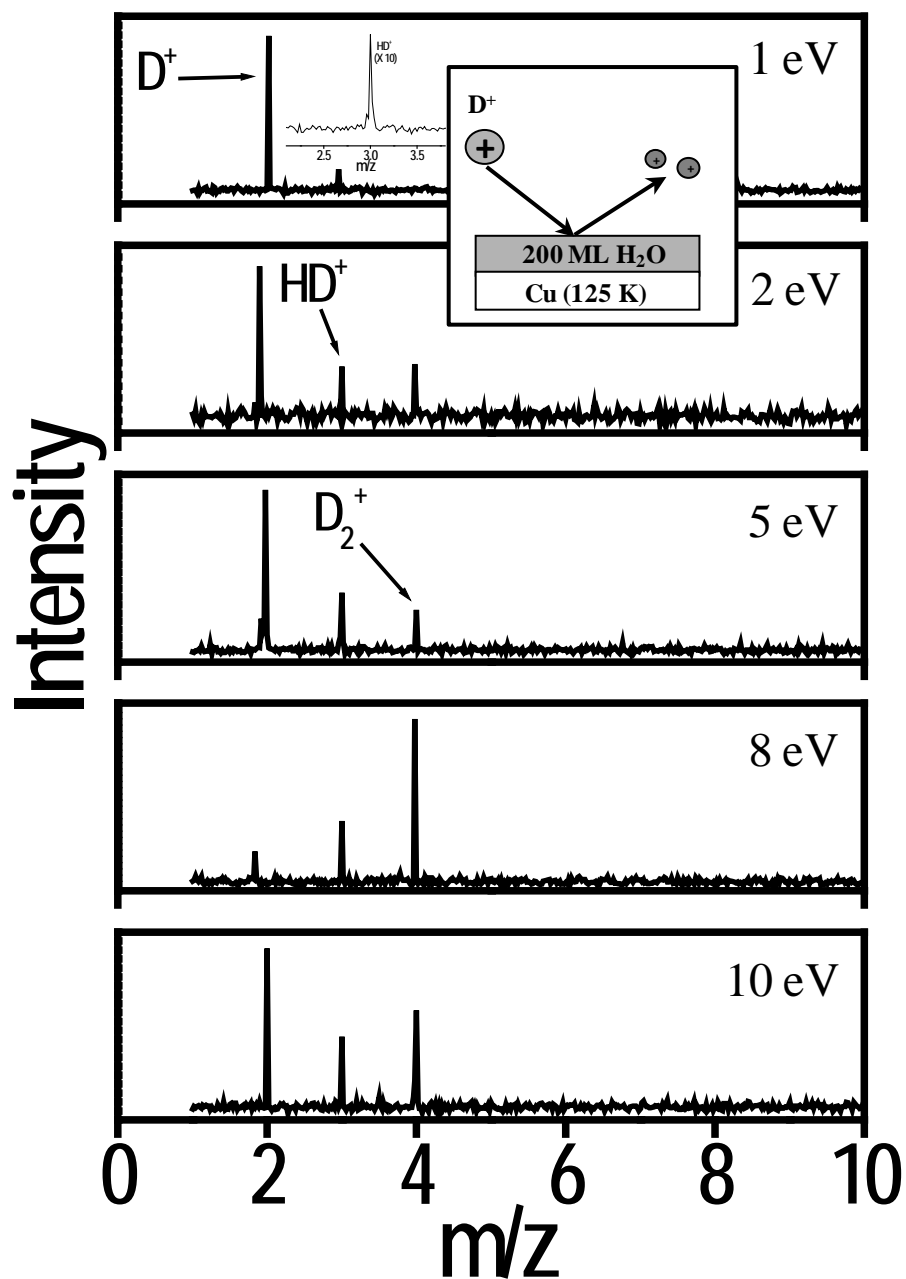 D+
HD+
(X 10)
2.5 3.0 3.5
m/z
1 eV
D+
+
+
+
200 ML H2O
Cu (125 K)
HD+
2 eV
D2+
5 eV
8 eV
10 eV
Intensity
0 2 4 6 8 10
m/z